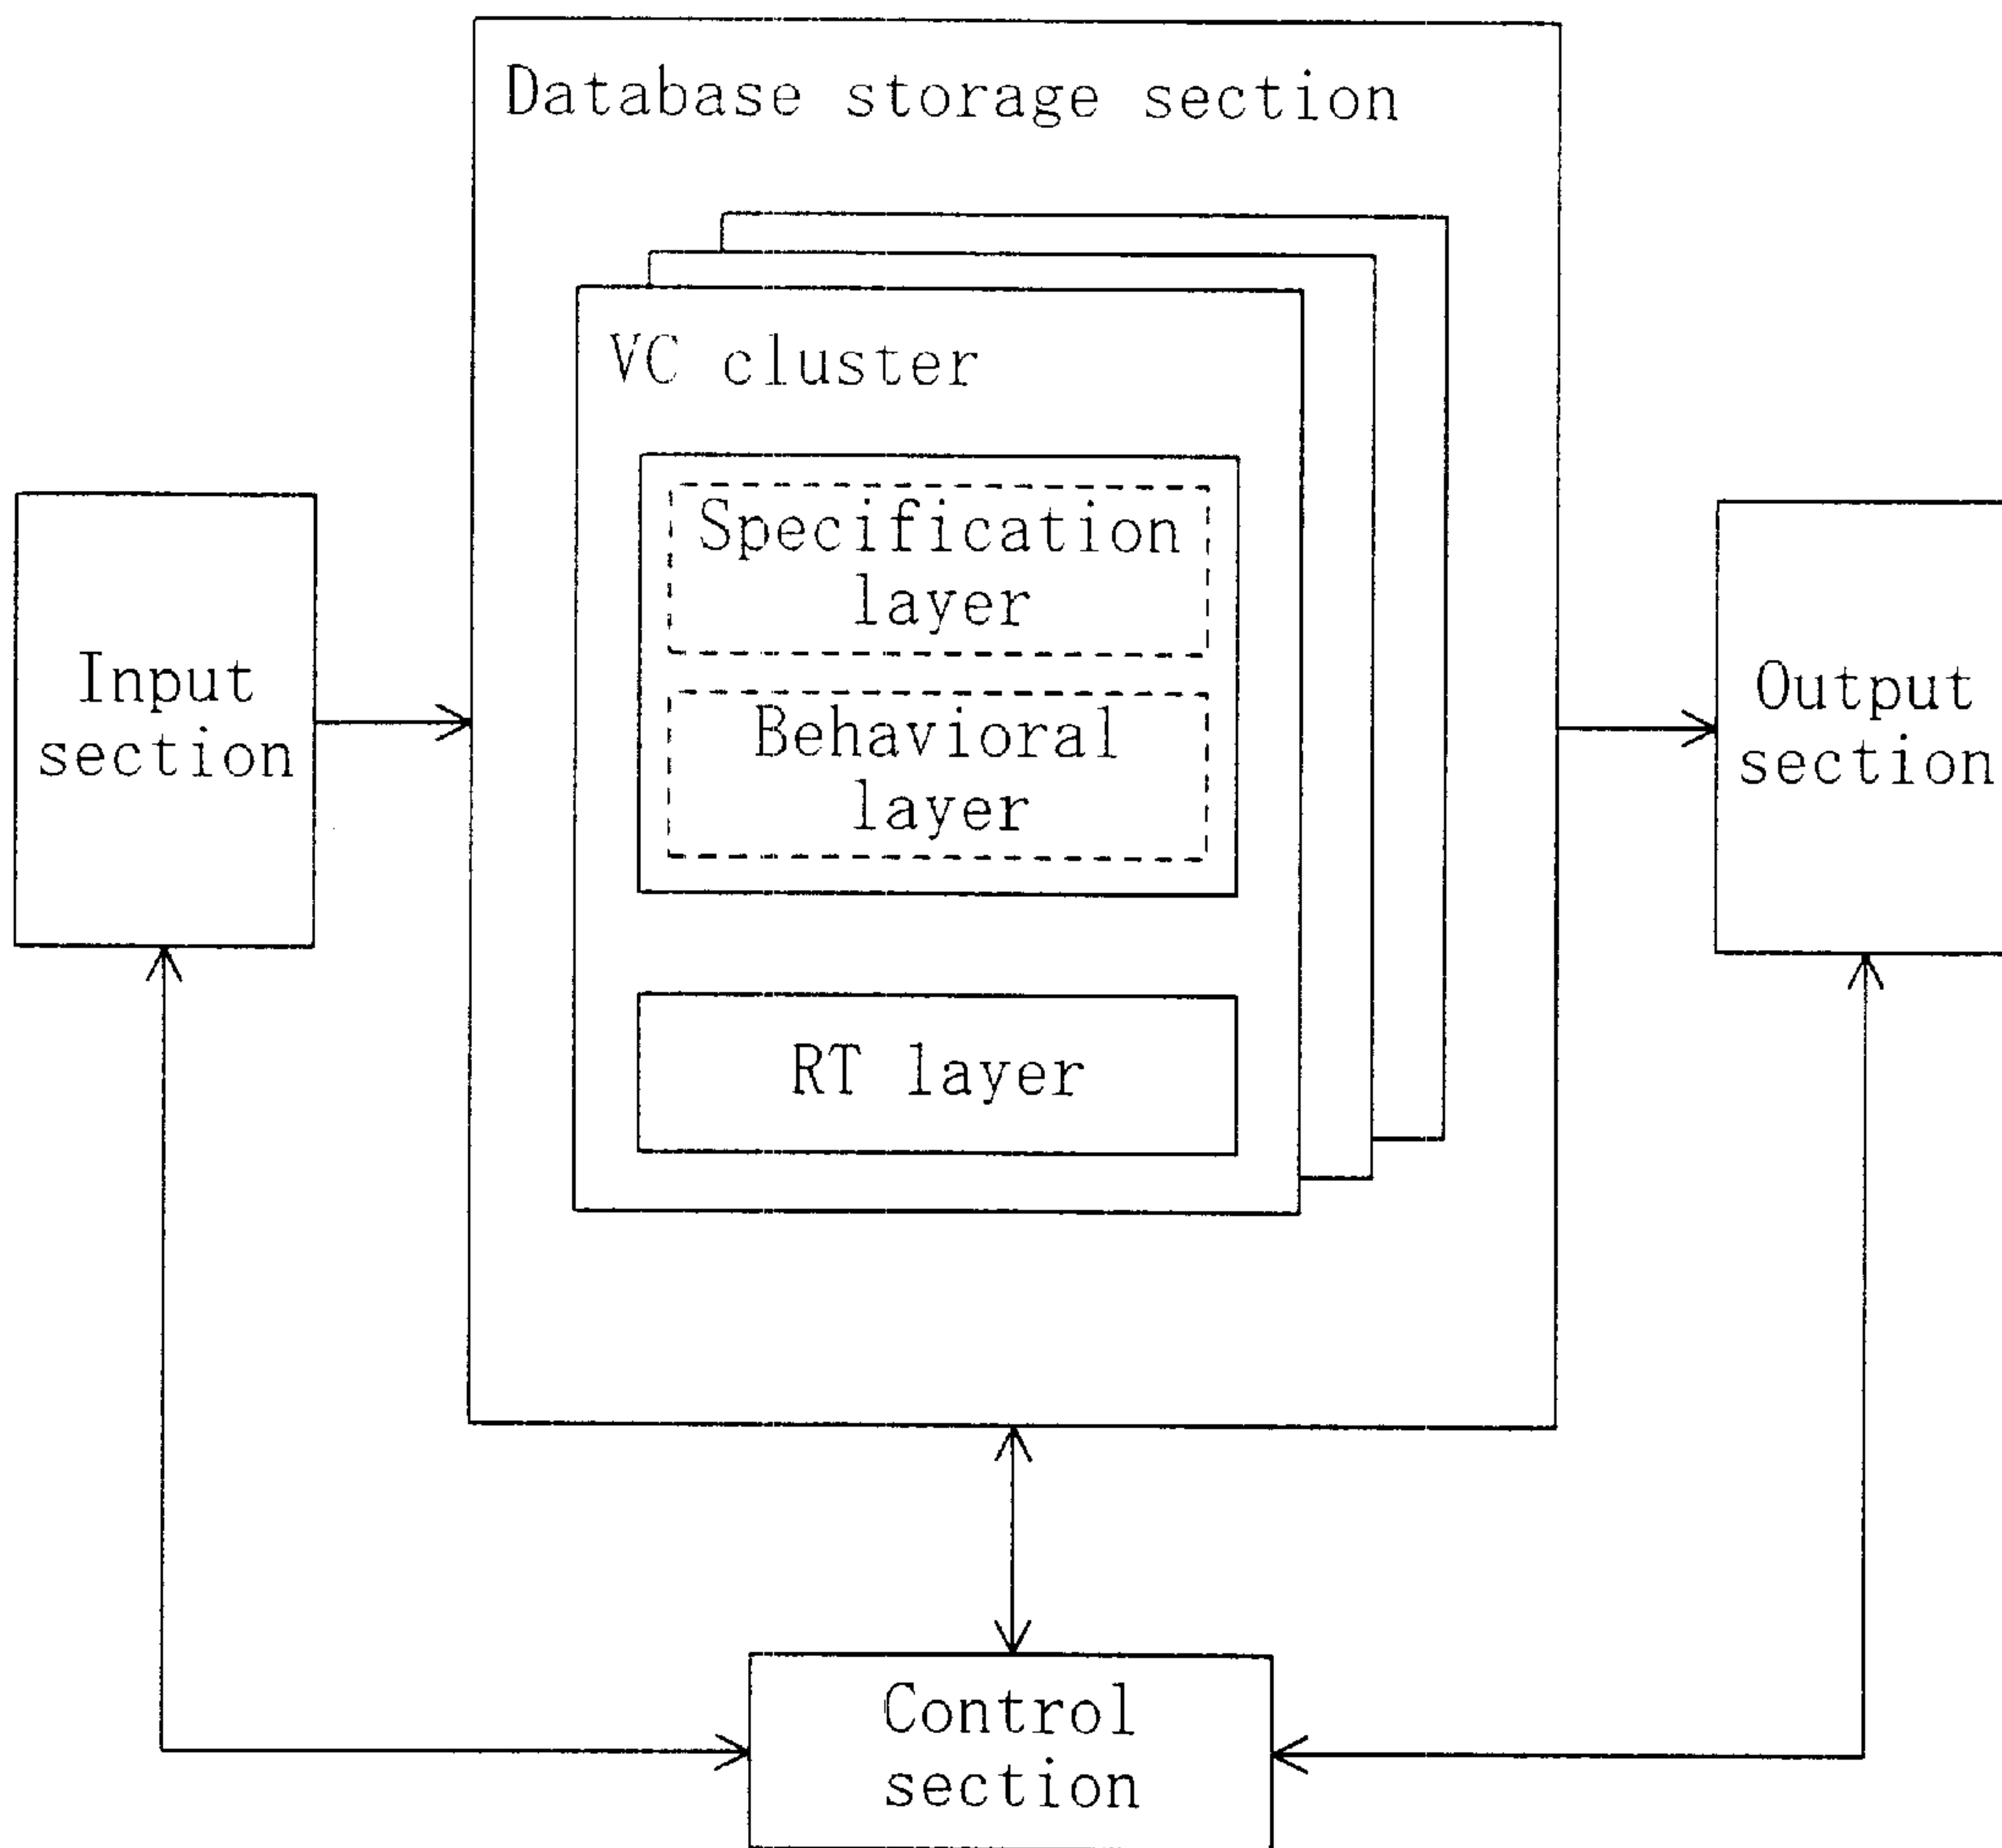 Database storage section
VC cluster
Specification
layer
Behavioral
layer
RT layer
Input
section
Output
section
Control
section